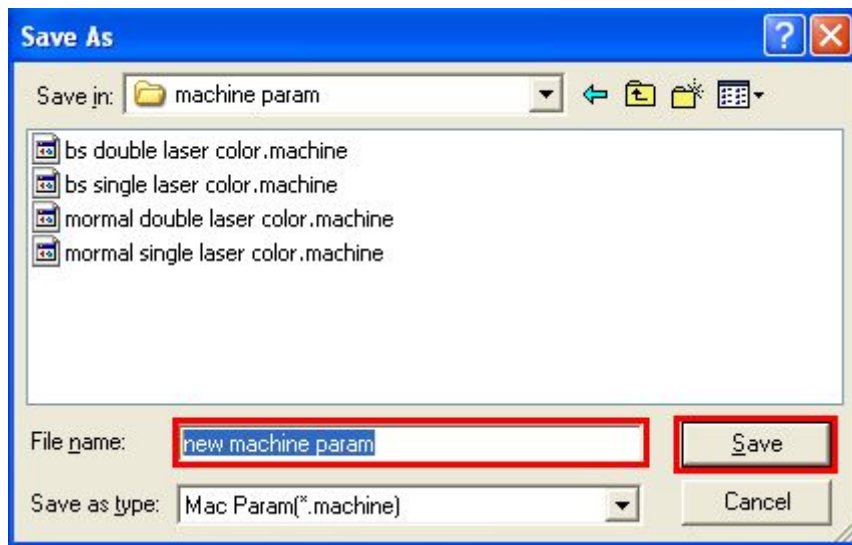 Save As
Save in: machine param
bs double laser color.machine
bs single laser color.machine
mormal double laser color.machine
mormal single laser color.machine
File name: new machine param Save
Save as type: Mac Param(*.machine) Cancel